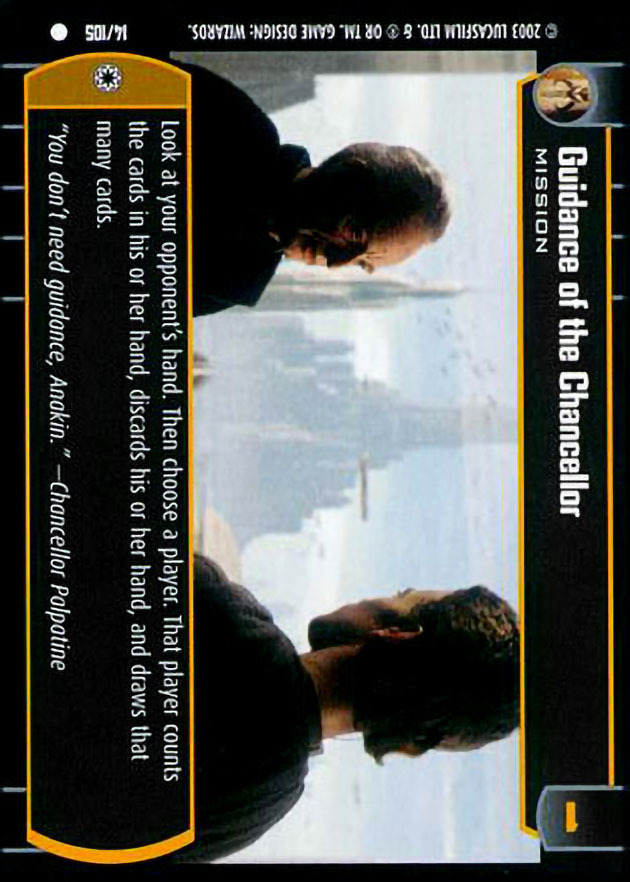 Guidance of the Chancellor
MISSION
1
Look at your opponent's hand. Then choose a player. That player counts
the cards in his or her hand, discards his or her hand, and draws that
many cards.
"You don't need guidance, Anakin." —Chancellor Palpatine
14/105
© 2003 LUCASFILM LTD. & ® OR TM. GAME DESIGN: WIZARDS.